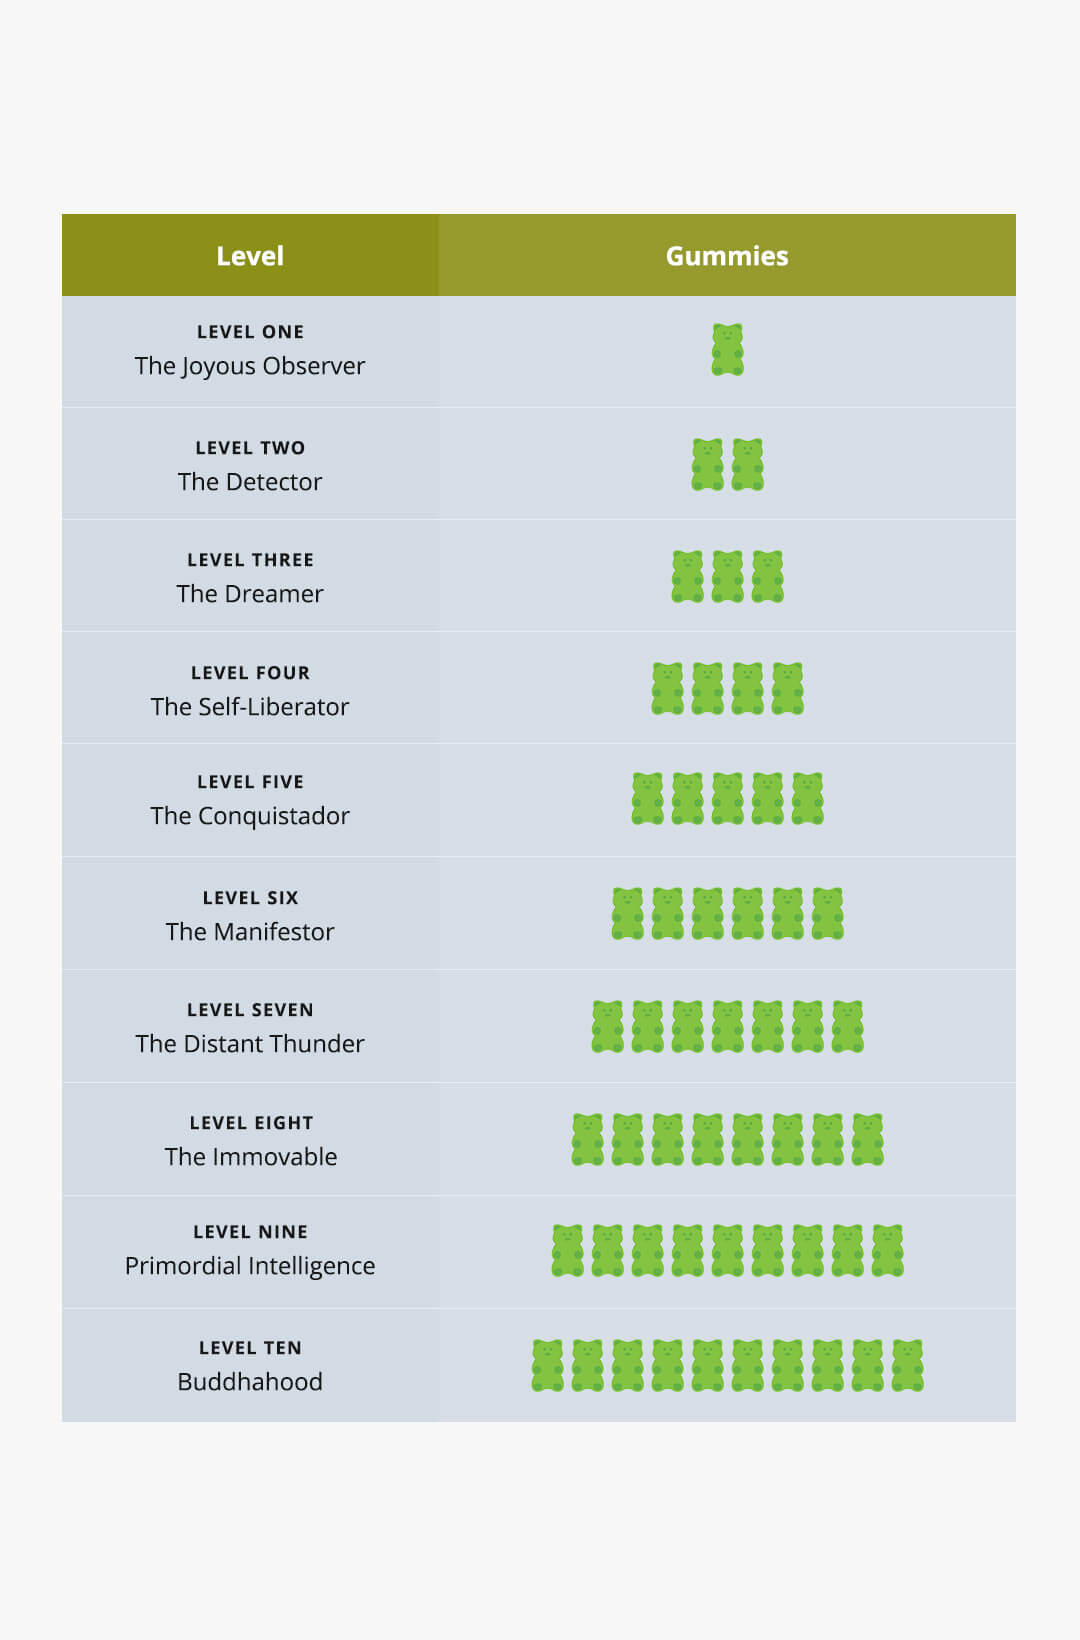 Level
Gummies
LEVEL ONE
The Joyous Observer
LEVEL TWO
The Detector
LEVEL THREE
The Dreamer
LEVEL FOUR
The Self-Liberator
LEVEL FIVE
The Conquistador
LEVEL SIX
The Manifestor
LEVEL SEVEN
The Distant Thunder
LEVEL EIGHT
The Immovable
LEVEL NINE
Primordial Intelligence
LEVEL TEN
Buddhahood